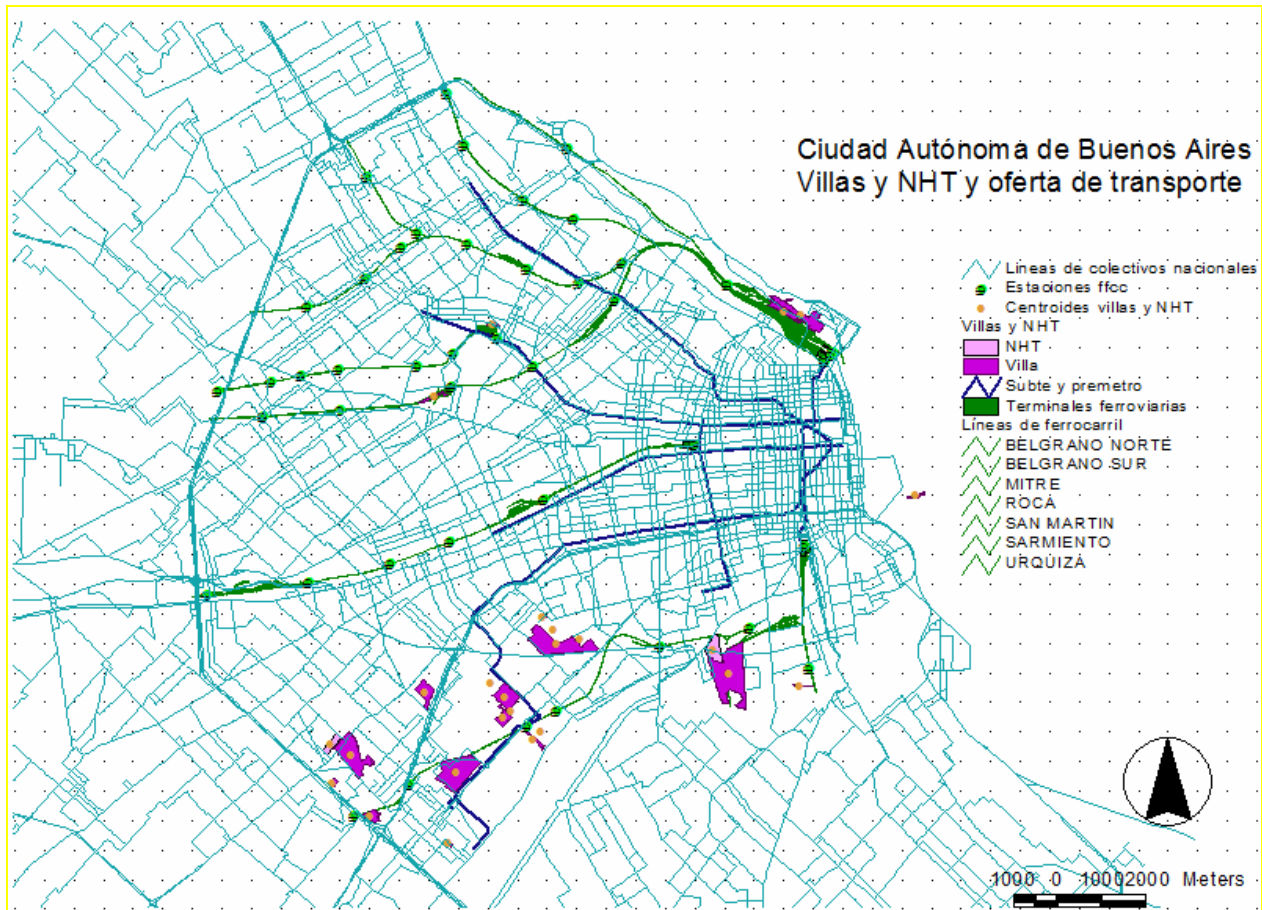 Ciudad Autónoma de Buenos Aires
Villas y NHT y oferta de transporte
Líneas de colectivos nacionales
Estaciones ffcc
Centroides villas y NHT
Villas y NHT
NHT
Villa
Subte y premetro
Terminales ferroviarias
Líneas de ferrocarril
BELGRANO NORTE
BELGRANO SUR
MITRE
ROCA
SAN MARTIN
SARMIENTO
URQUIZA
1000 0 10002000 Meters